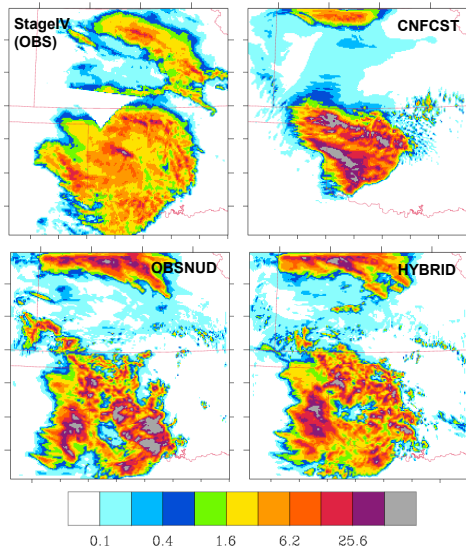 StageIV
(OBS)
CNFCST
OBSNUD
HYBRID
0.1 0.4 1.6 6.2 25.6